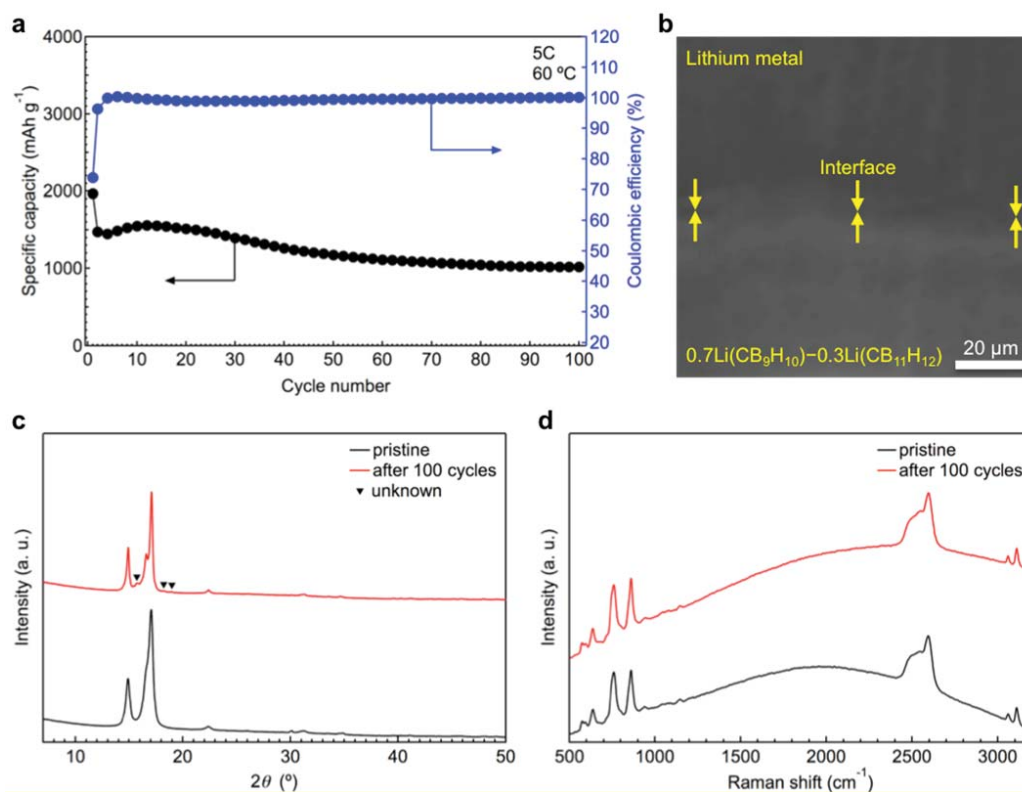 a
4000
3000
2000
1000
0
Specific capacity (mAh g⁻¹)
120
110
100
90
80
70
60
50
40
30
20
Coulombic efficiency (%)
5C
60 ºC
0 10 20 30 40 50 60 70 80 90 100
Cycle number
b
Lithium metal
Interface
0.7Li(CB₉H₁₀)−0.3Li(CB₁₁H₁₂)
20 μm
c
Intensity (a. u.)
pristine
after 100 cycles
unknown
10 20 30 40 50
2θ (º)
d
Intensity (a. u.)
pristine
after 100 cycles
500 1000 1500 2000 2500 3000
Raman shift (cm⁻¹)